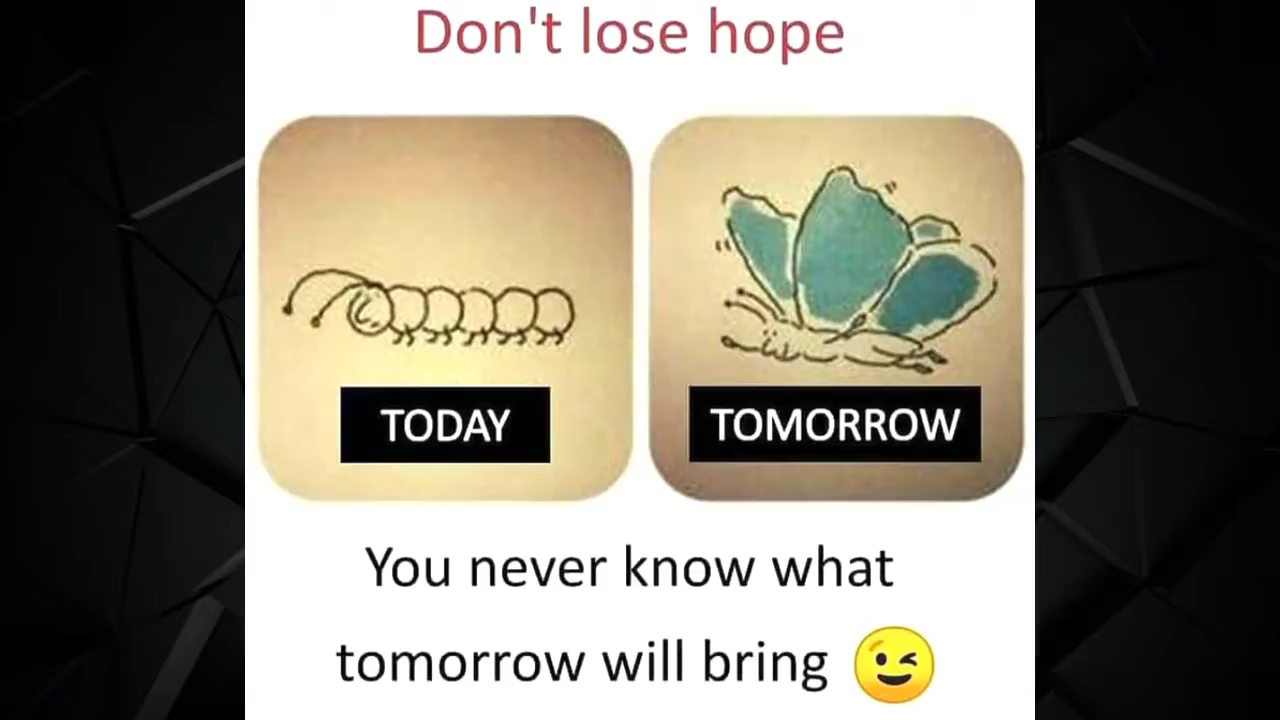 Don't lose hope
TODAY
TOMORROW
You never know what
tomorrow will bring 😉